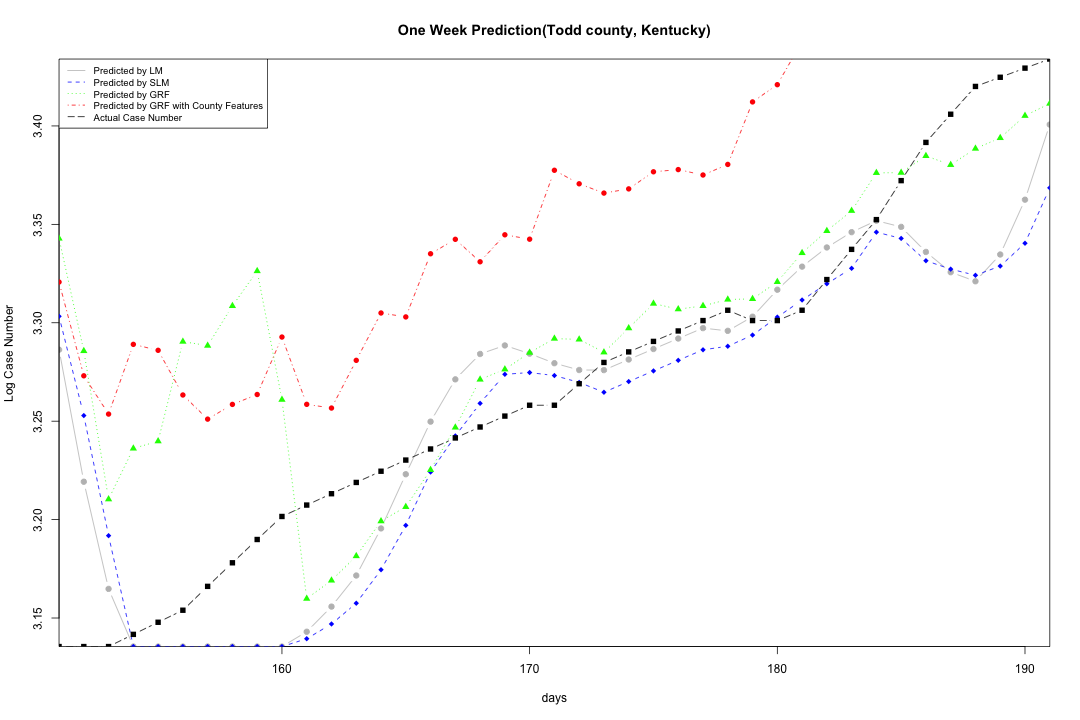 One Week Prediction(Todd county, Kentucky)
Predicted by LM
Predicted by SLM
Predicted by GRF
Predicted by GRF with County Features
Actual Case Number
Log Case Number
3.40
3.35
3.30
3.25
3.20
3.15
160 170 180 190
days